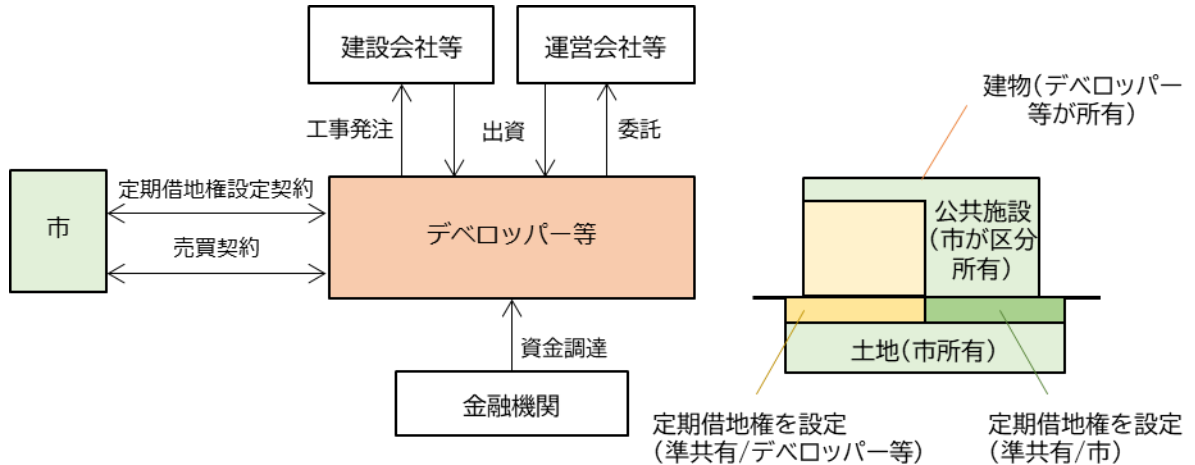 建設会社等
運営会社等
工事発注
出資
委託
市
定期借地権設定契約
売買契約
デベロッパー等
資金調達
金融機関
建物(デベロッパー
等が所有)
公共施設
(市が区分
所有)
土地(市所有)
定期借地権を設定
(準共有/デベロッパー等)
定期借地権を設定
(準共有/市)